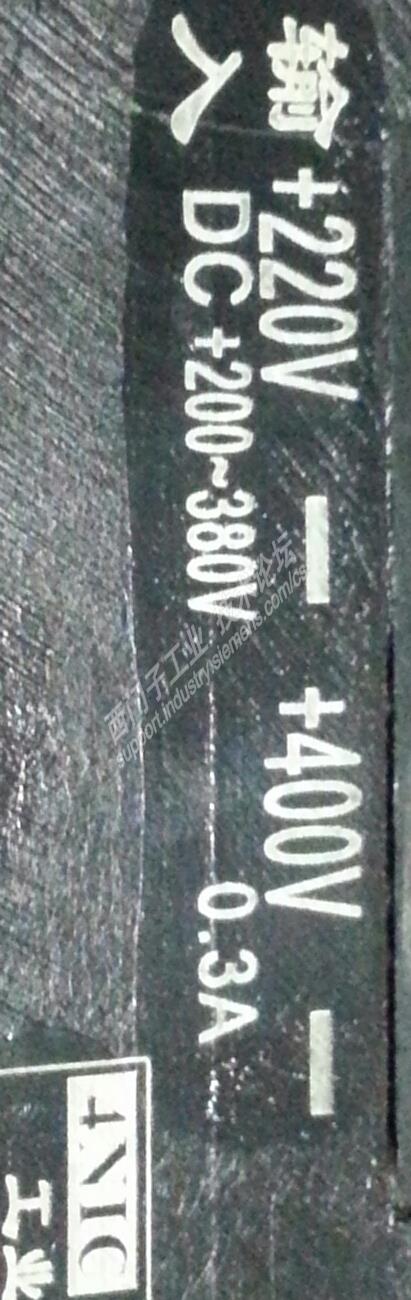 输 +220V — +400V —
入 DC +200~380V 0.3A
4NIC
工业
西门子工业·技术论坛
support.industry.siemens.com/cs